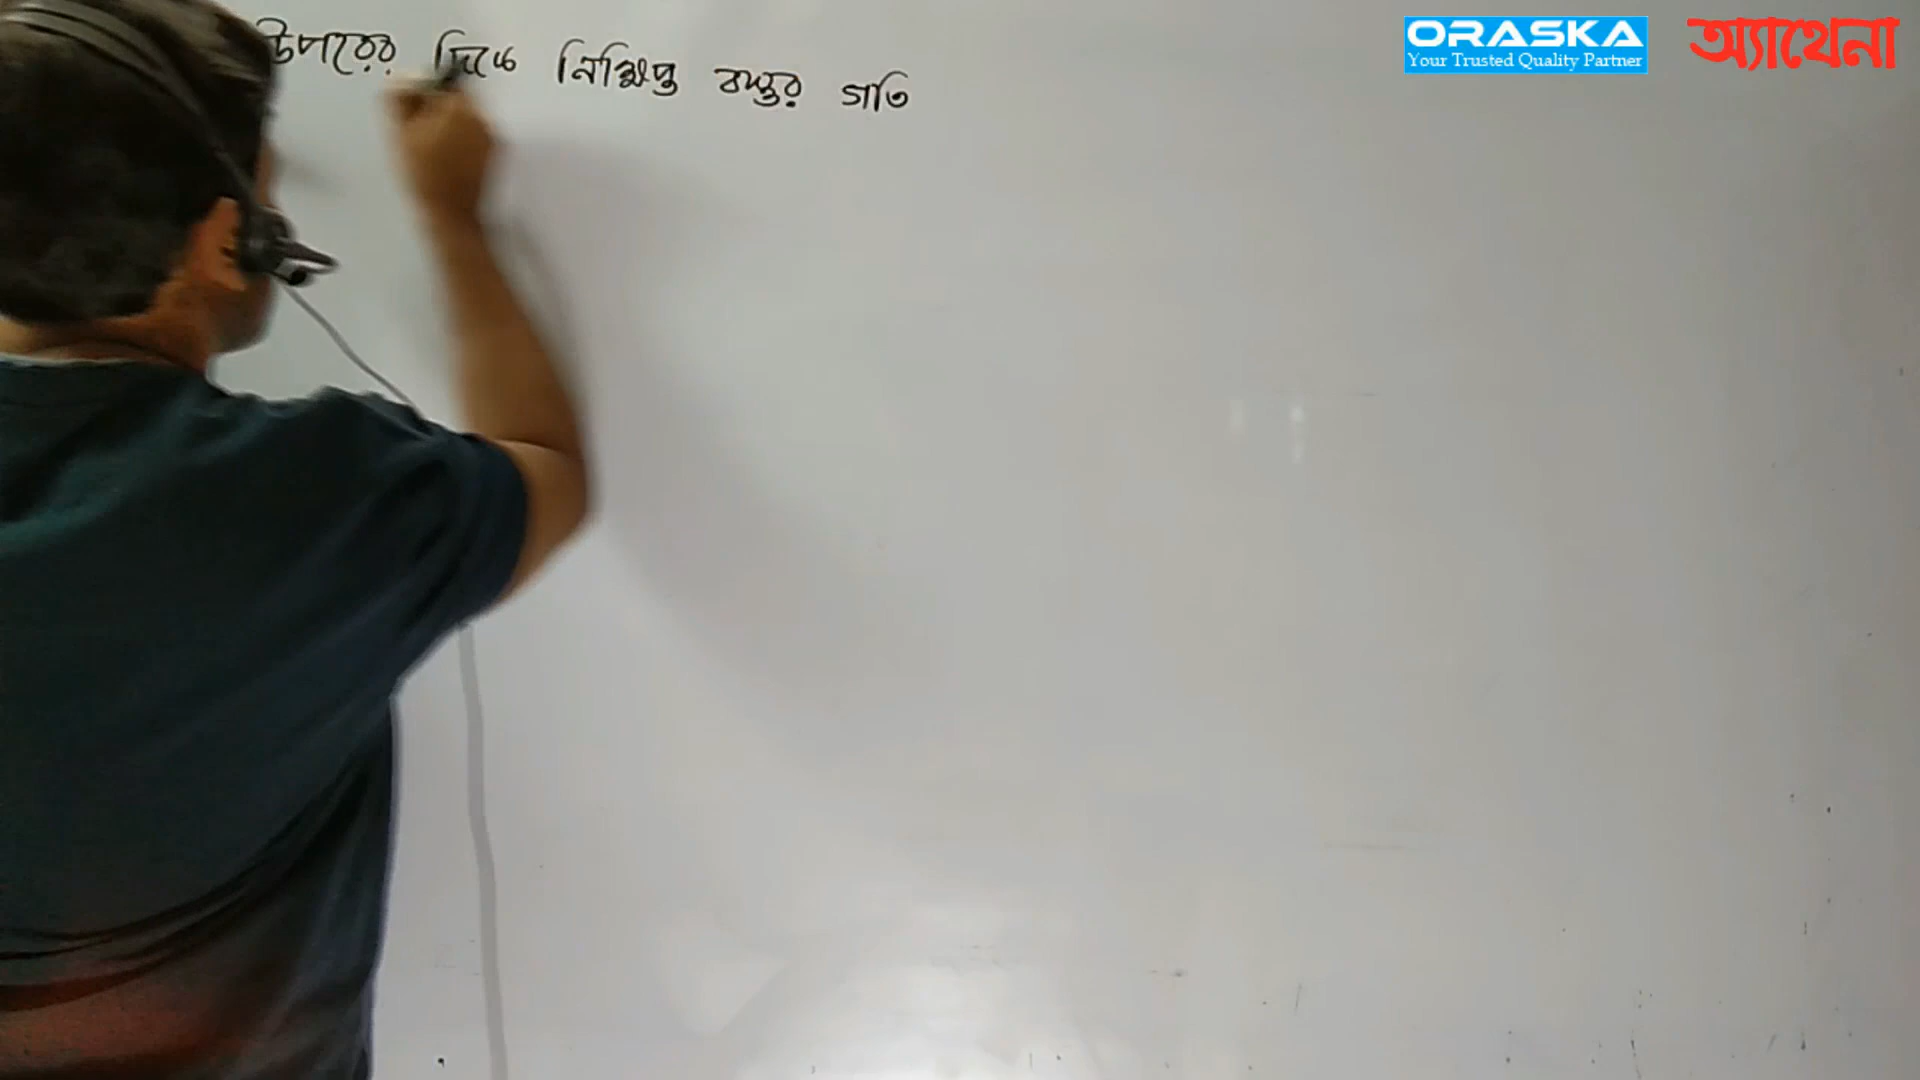 উপরের দিকে নিক্ষিপ্ত বস্তুর গতি
ORASKA
Your Trusted Quality Partner
অ্যাথেনা